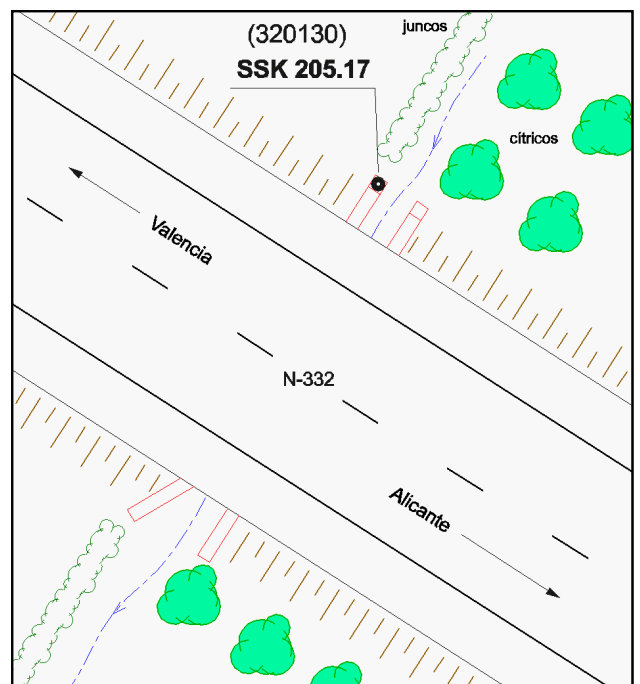 juncos
(320130)
SSK 205.17
cítricos
Valencia
N-332
Alicante